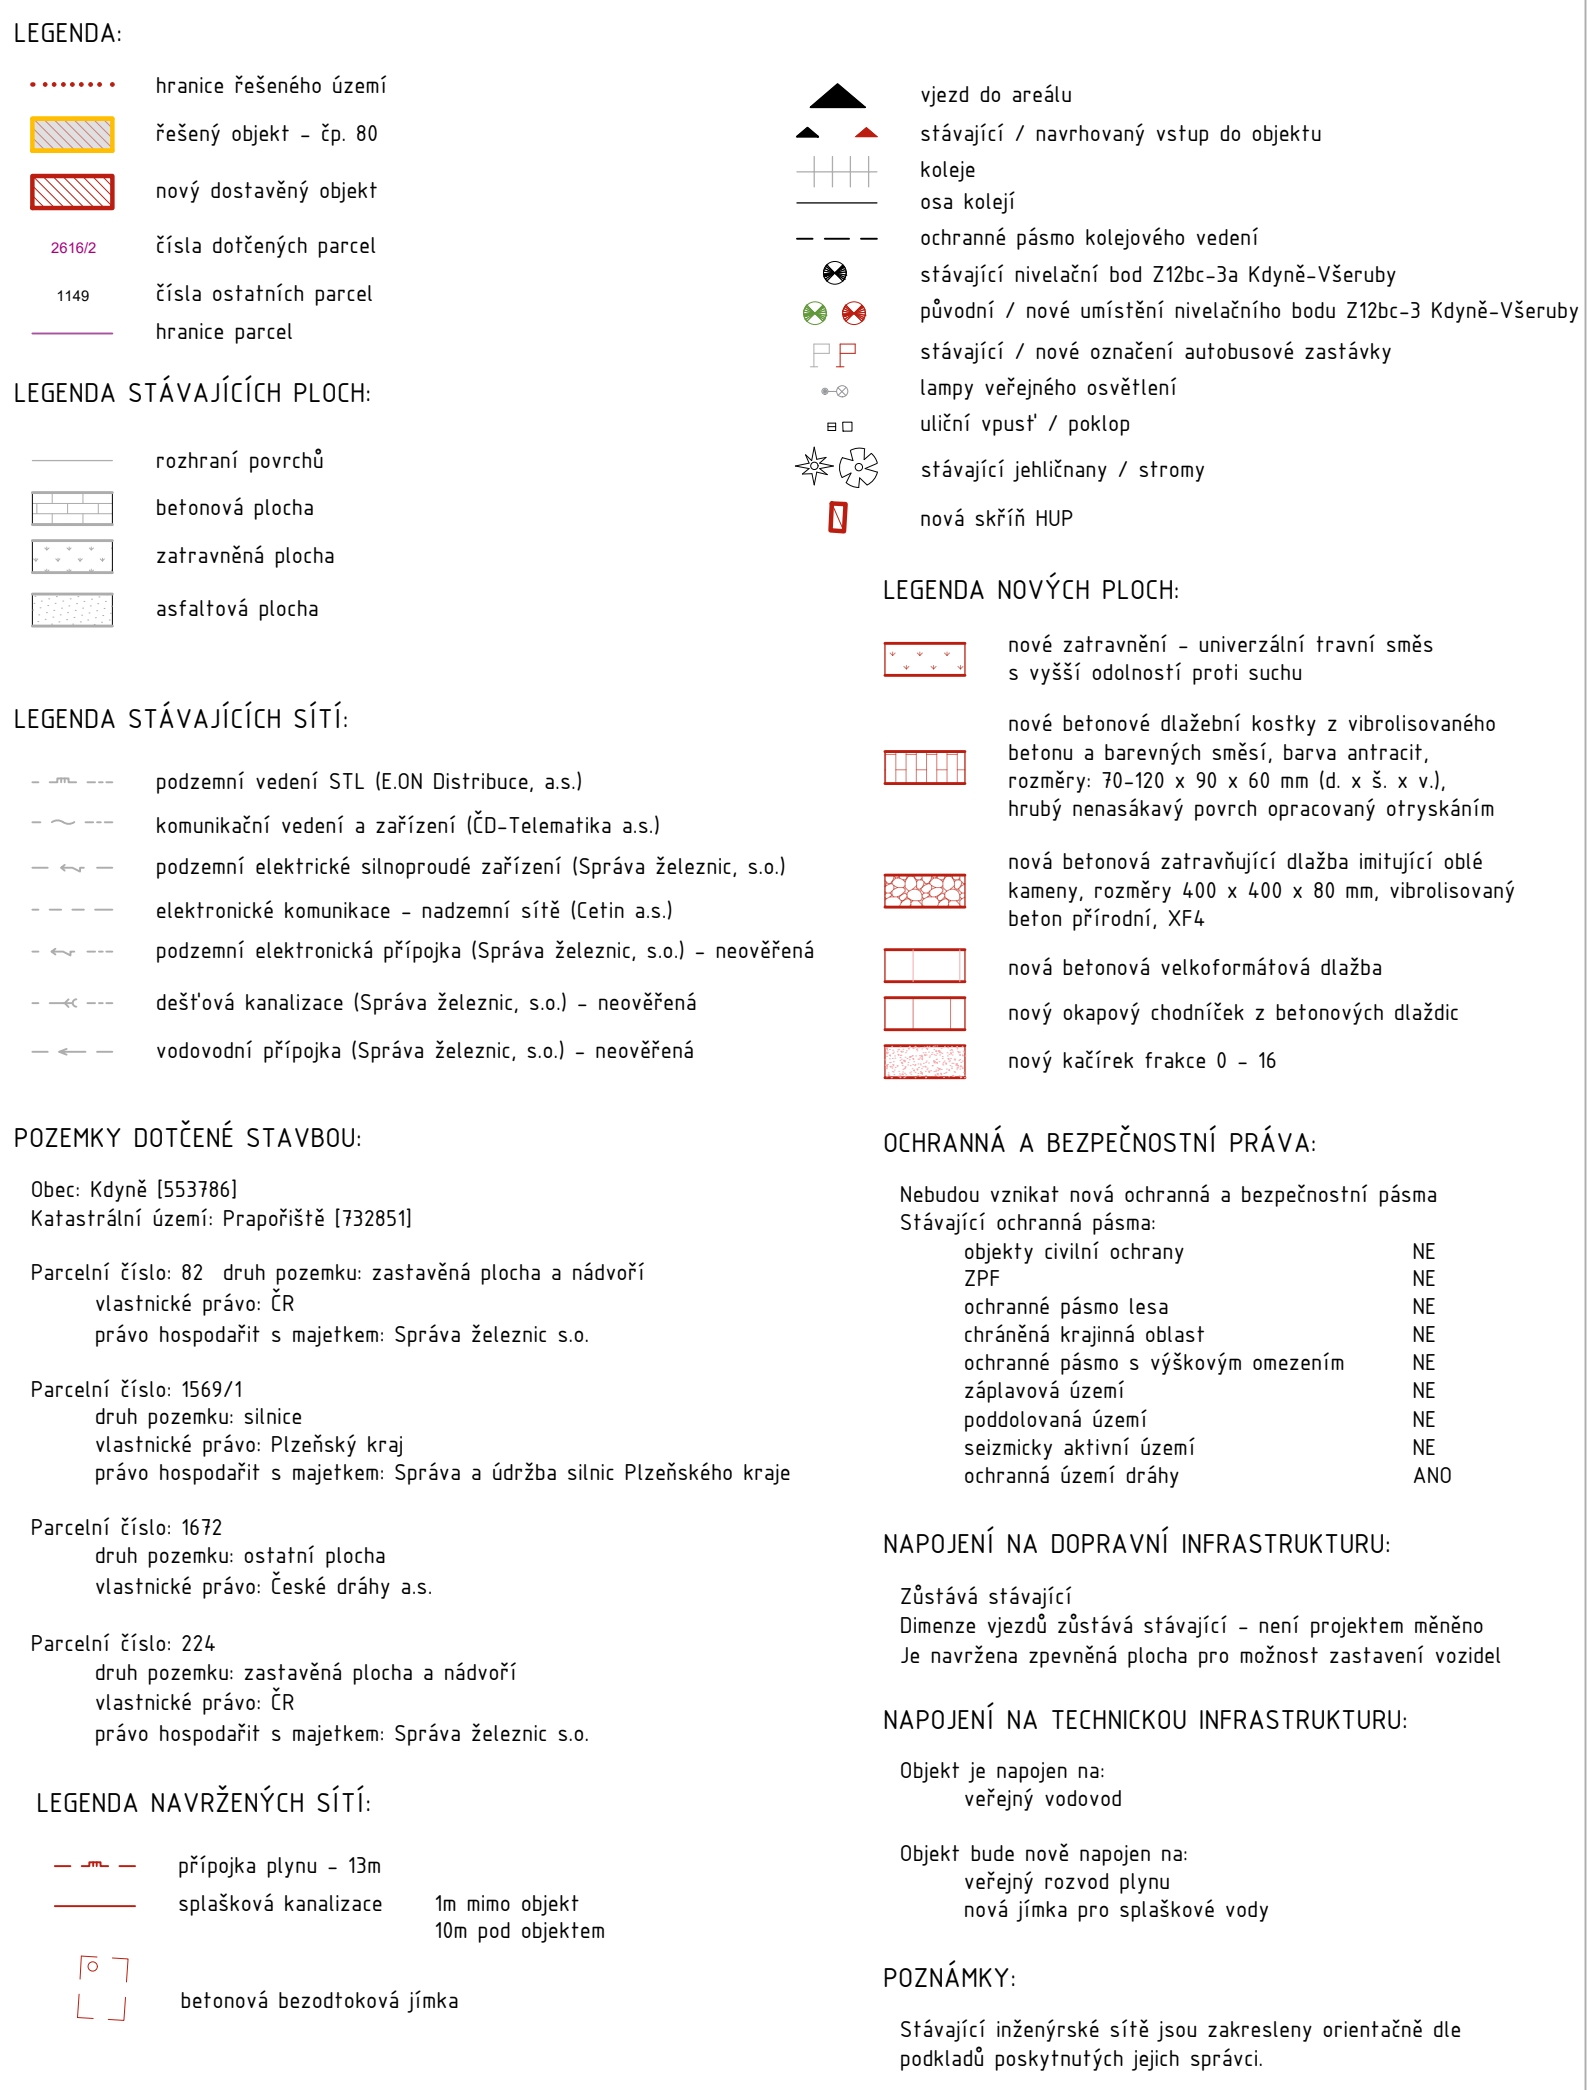 LEGENDA:
hranice řešeného území
řešený objekt - čp. 80
nový dostavěný objekt
2616/2 čísla dotčených parcel
1149 čísla ostatních parcel
hranice parcel
vjezd do areálu
stávající / navrhovaný vstup do objektu
koleje
osa kolejí
ochranné pásmo kolejového vedení
stávající nivelační bod Z12bc-3a Kdyně-Všeruby
původní / nové umístění nivelačního bodu Z12bc-3 Kdyně-Všeruby
stávající / nové označení autobusové zastávky
lampy veřejného osvětlení
uliční vpusť / poklop
stávající jehličnany / stromy
nová skříň HUP
LEGENDA STÁVAJÍCÍCH PLOCH:
rozhraní povrchů
betonová plocha
zatravněná plocha
asfaltová plocha
LEGENDA NOVÝCH PLOCH:
nové zatravnění - univerzální travní směs
s vyšší odolností proti suchu
nové betonové dlažební kostky z vibrolisovaného
betonu a barevných směsí, barva antracit,
rozměry: 70-120 x 90 x 60 mm (d. x š. x v.),
hrubý nenasákavý povrch opracovaný otryskáním
nová betonová zatravňující dlažba imitující oblé
kameny, rozměry 400 x 400 x 80 mm, vibrolisovaný
beton přírodní, XF4
nová betonová velkoformátová dlažba
nový okapový chodníček z betonových dlaždic
nový kačírek frakce 0 - 16
LEGENDA STÁVAJÍCÍCH SÍTÍ:
podzemní vedení STL (E.ON Distribuce, a.s.)
komunikační vedení a zařízení (ČD-Telematika a.s.)
podzemní elektrické silnoproudé zařízení (Správa železnic, s.o.)
elektronické komunikace - nadzemní sítě (Cetin a.s.)
podzemní elektronická přípojka (Správa železnic, s.o.) - neověřená
dešťová kanalizace (Správa železnic, s.o.) - neověřená
vodovodní přípojka (Správa železnic, s.o.) - neověřená
POZEMKY DOTČENÉ STAVBOU:
Obec: Kdyně [553786]
Katastrální území: Prapořiště [732851]
Parcelní číslo: 82 druh pozemku: zastavěná plocha a nádvoří
vlastnické právo: ČR
právo hospodařit s majetkem: Správa železnic s.o.
Parcelní číslo: 1569/1
druh pozemku: silnice
vlastnické právo: Plzeňský kraj
právo hospodařit s majetkem: Správa a údržba silnic Plzeňského kraje
Parcelní číslo: 1672
druh pozemku: ostatní plocha
vlastnické právo: České dráhy a.s.
Parcelní číslo: 224
druh pozemku: zastavěná plocha a nádvoří
vlastnické právo: ČR
právo hospodařit s majetkem: Správa železnic s.o.
LEGENDA NAVRŽENÝCH SÍTÍ:
přípojka plynu - 13m
splašková kanalizace 1m mimo objekt
10m pod objektem
betonová bezodtoková jímka
OCHRANNÁ A BEZPEČNOSTNÍ PRÁVA:
Nebudou vznikat nová ochranná a bezpečnostní pásma
Stávající ochranná pásma:
objekty civilní ochrany NE
ZPF NE
ochranné pásmo lesa NE
chráněná krajinná oblast NE
ochranné pásmo s výškovým omezením NE
záplavová území NE
poddolovaná území NE
seizmicky aktivní území NE
ochranná území dráhy ANO
NAPOJENÍ NA DOPRAVNÍ INFRASTRUKTURU:
Zůstává stávající
Dimenze vjezdů zůstává stávající - není projektem měněno
Je navržena zpevněná plocha pro možnost zastavení vozidel
NAPOJENÍ NA TECHNICKOU INFRASTRUKTURU:
Objekt je napojen na:
veřejný vodovod
Objekt bude nově napojen na:
veřejný rozvod plynu
nová jímka pro splaškové vody
POZNÁMKY:
Stávající inženýrské sítě jsou zakresleny orientačně dle
podkladů poskytnutých jejich správci.